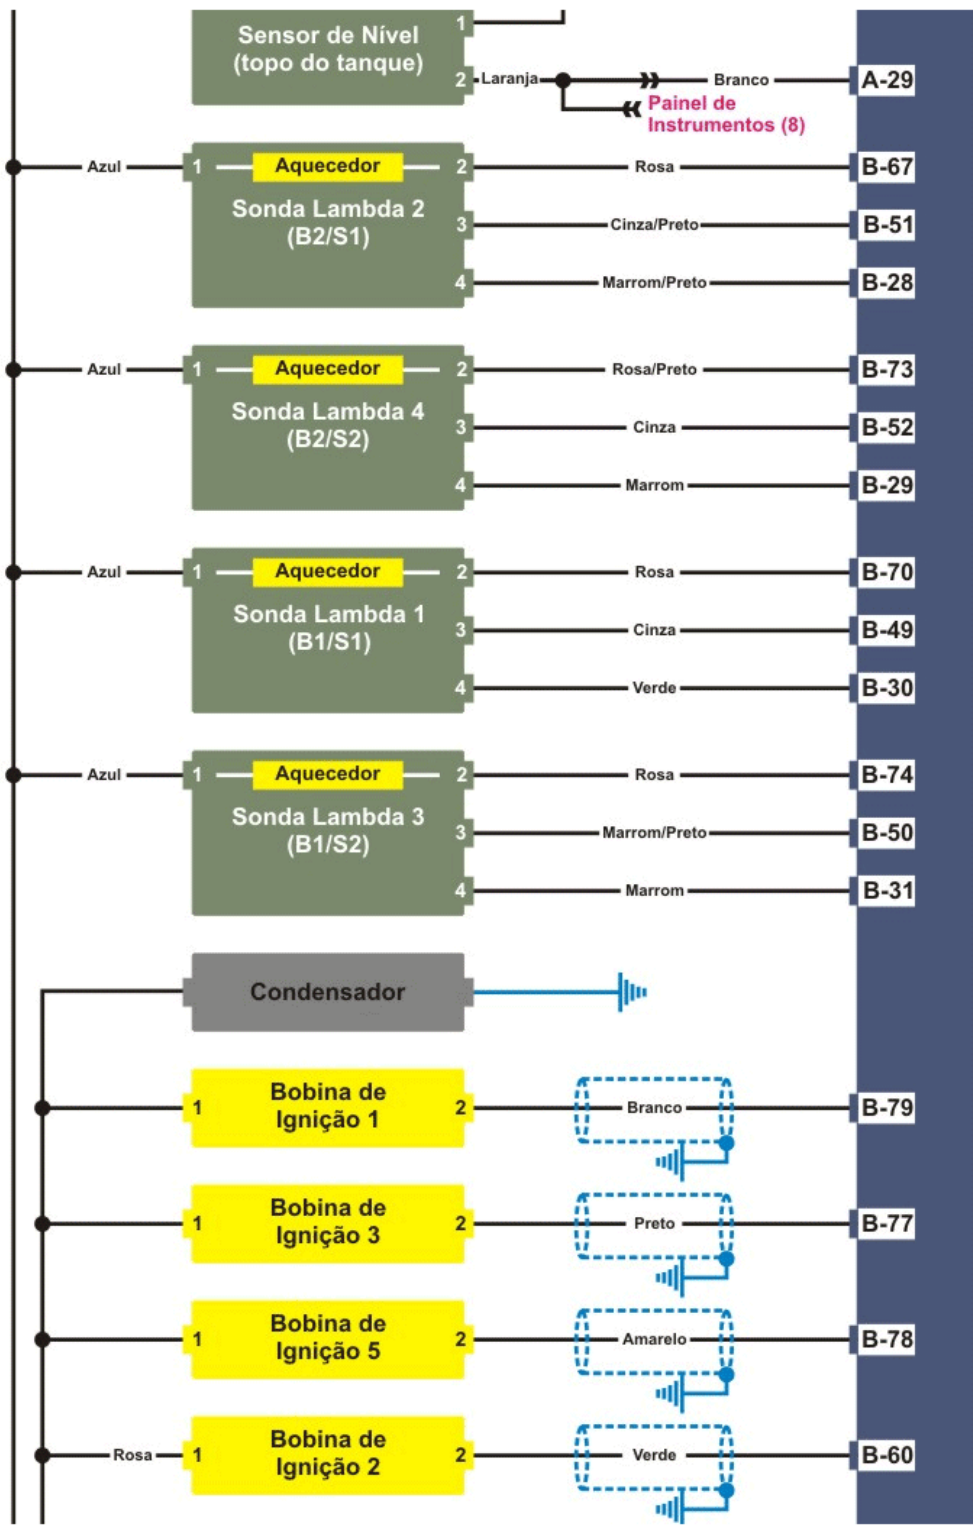 1
Sensor de Nível
(topo do tanque)
2 Laranja Branco A-29
Painel de
Instrumentos (8)
Azul 1 Aquecedor 2 Rosa B-67
Sonda Lambda 2
(B2/S1)
3 Cinza/Preto B-51
4 Marrom/Preto B-28
Azul 1 Aquecedor 2 Rosa/Preto B-73
Sonda Lambda 4
(B2/S2)
3 Cinza B-52
4 Marrom B-29
Azul 1 Aquecedor 2 Rosa B-70
Sonda Lambda 1
(B1/S1)
3 Cinza B-49
4 Verde B-30
Azul 1 Aquecedor 2 Rosa B-74
Sonda Lambda 3
(B1/S2)
3 Marrom/Preto B-50
4 Marrom B-31
Condensador
Bobina de
Ignição 1
1 2 Branco B-79
Bobina de
Ignição 3
1 2 Preto B-77
Bobina de
Ignição 5
1 2 Amarelo B-78
Bobina de
Ignição 2
Rosa 1 2 Verde B-60